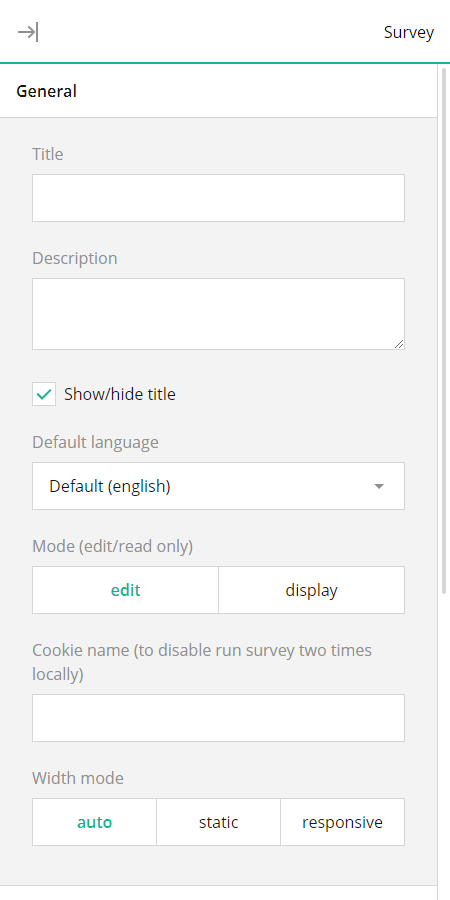 Survey
General
Title
Description
Show/hide title
Default language
Default (english)
Mode (edit/read only)
edit display
Cookie name (to disable run survey two times
locally)
Width mode
auto static responsive